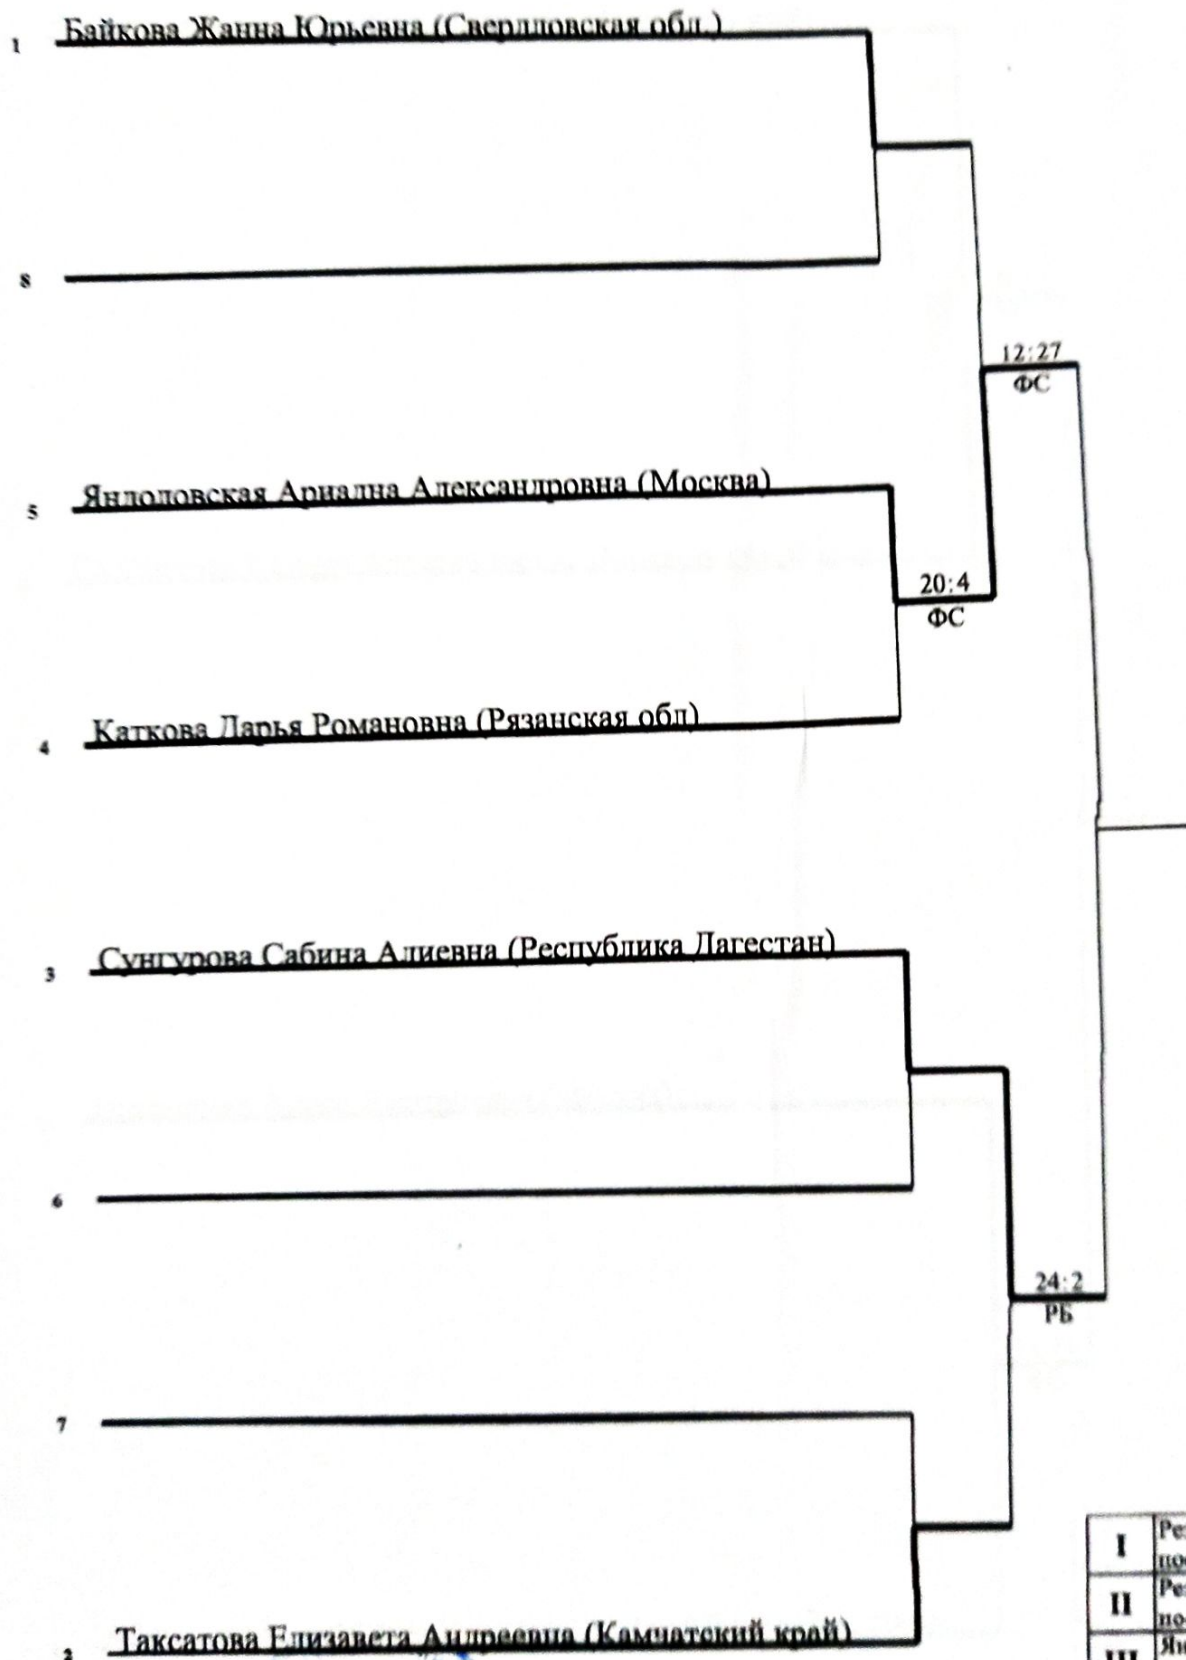 1 Байкова Жанна Юрьевна (Свердловская обл.)
8
12:27
ФС
5 Яндоловская Ариадна Александровна (Москва)
20:4
ФС
4 Каткова Дарья Романовна (Рязанская обл)
3 Сунгурова Сабина Алиевна (Республика Дагестан)
6
24:2
РБ
7
I
II
2 Таксатова Елизавета Андреевна (Камчатский край)
III